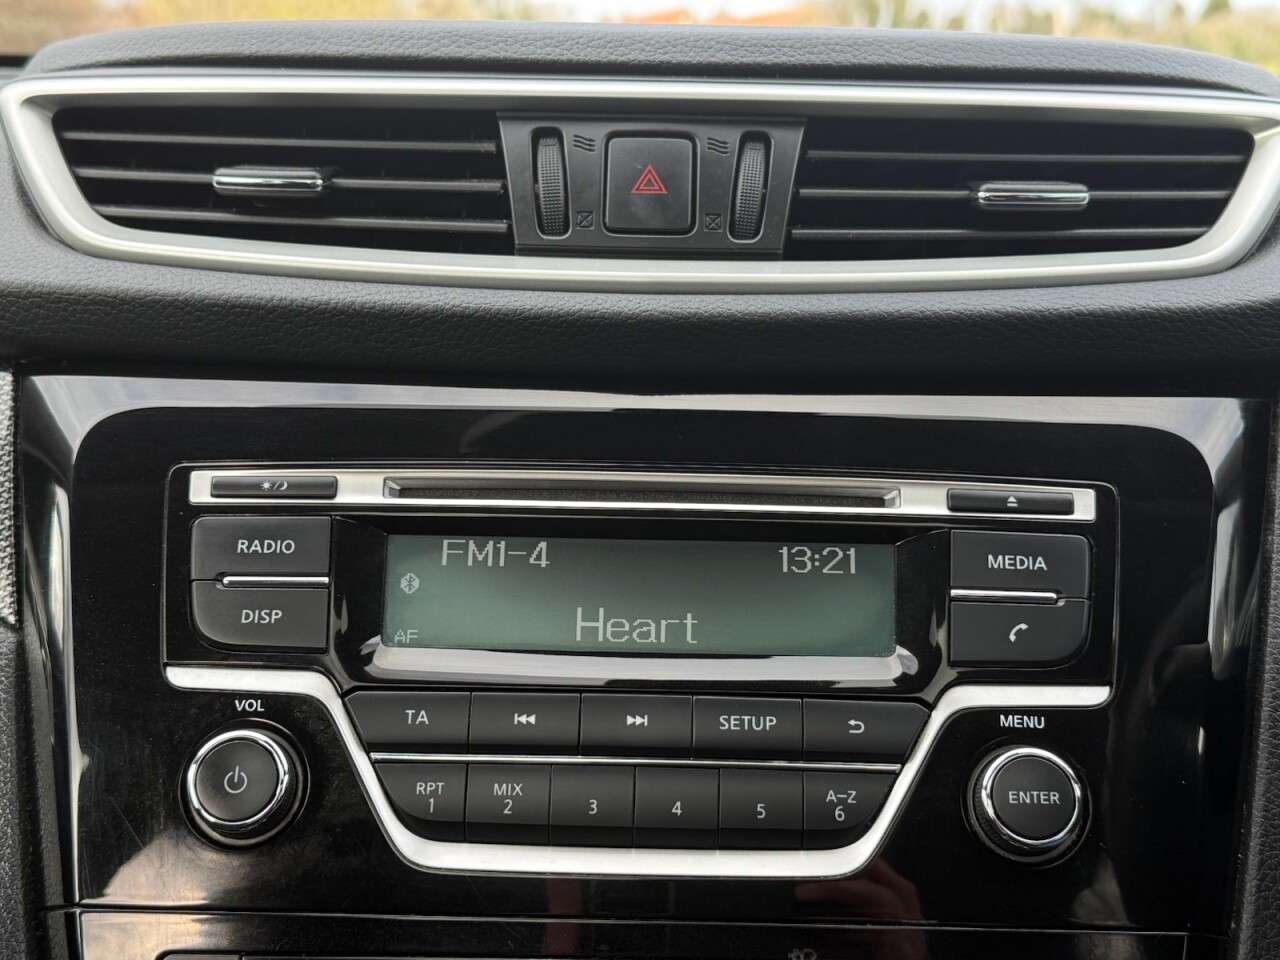 RADIO
DISP
FM1-4 13:21
Heart
AF
MEDIA
VOL
TA
SETUP
MENU
RPT 1
MIX 2
3
4
5
A-Z 6
ENTER